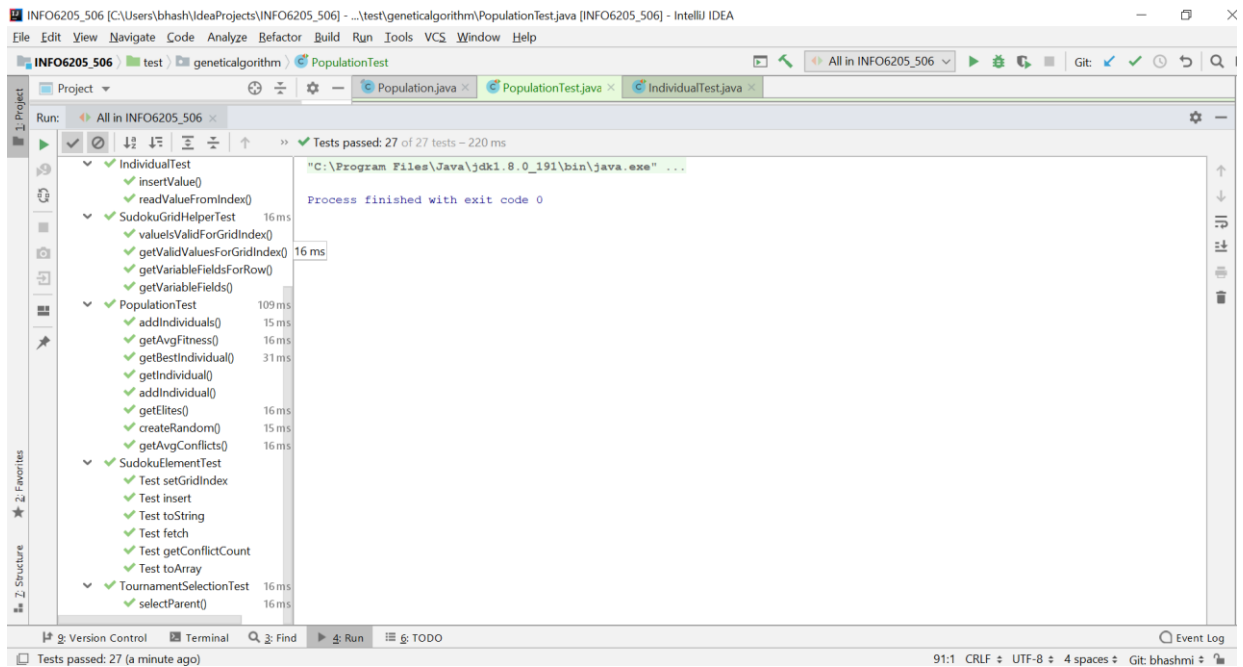 INFO6205_506 [C:\Users\bhash\IdeaProjects\INFO6205_506] - ...\test\geneticalgorithm\PopulationTest.java [INFO6205_506] - IntelliJ IDEA
File Edit View Navigate Code Analyze Refactor Build Run Tools VCS Window Help
INFO6205_506 test geneticalgorithm PopulationTest All in INFO6205_506 Git:
1: Project
Project Population.java PopulationTest.java IndividualTest.java
Run: All in INFO6205_506
Tests passed: 27 of 27 tests – 220 ms
IndividualTest
insertValue()
readValueFromIndex()
SudokuGridHelperTest 16 ms
valueIsValidForGridIndex()
getValidValuesForGridIndex() 16 ms
getVariableFieldsForRow()
getVariableFields()
PopulationTest 109 ms
addIndividuals() 15 ms
getAvgFitness() 16 ms
getBestIndividual() 31 ms
getIndividual()
addIndividual()
getElites() 16 ms
createRandom() 15 ms
getAvgConflicts() 16 ms
SudokuElementTest
Test setGridIndex
Test insert
Test toString
Test fetch
Test getConflictCount
Test toArray
TournamentSelectionTest 16 ms
selectParent() 16 ms
"C:\Program Files\Java\jdk1.8.0_191\bin\java.exe" ...
Process finished with exit code 0
2: Favorites
Z: Structure
9: Version Control Terminal 3: Find 4: Run 6: TODO Event Log
Tests passed: 27 (a minute ago) 91:1 CRLF UTF-8 4 spaces Git: bhashmi